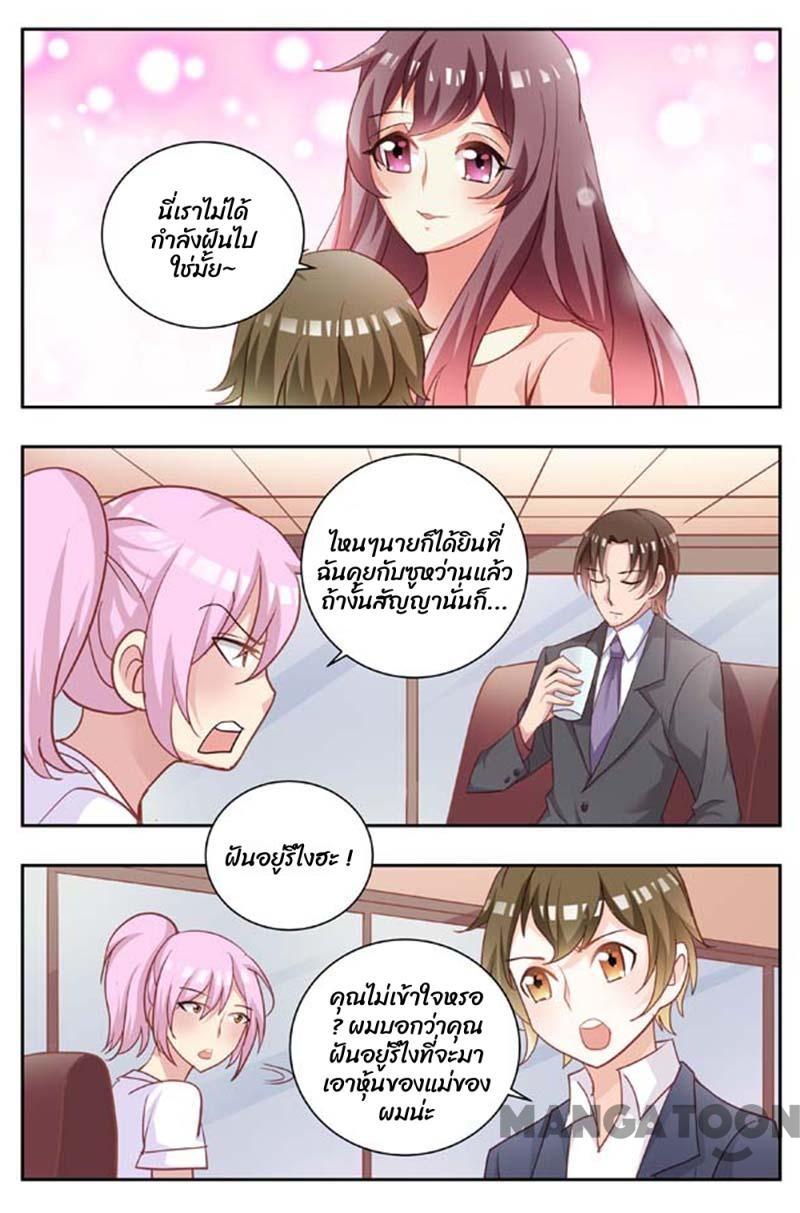 นี่เราไม่ได้
กำลังฝันไป
ใช่มั้ย~
ไหนๆนายก็ได้ยินที่
ฉันคุยกับซูหว่านแล้ว
ถ้างั้นสัญญานั่นก็...
ฝันอยู่รึไงฮะ !
คุณไม่เข้าใจหรอ
? ผมบอกว่าคุณ
ฝันอยู่รึไงที่จะมา
เอาหุ้นของแม่ของ
ผมน่ะ
MANGATOON